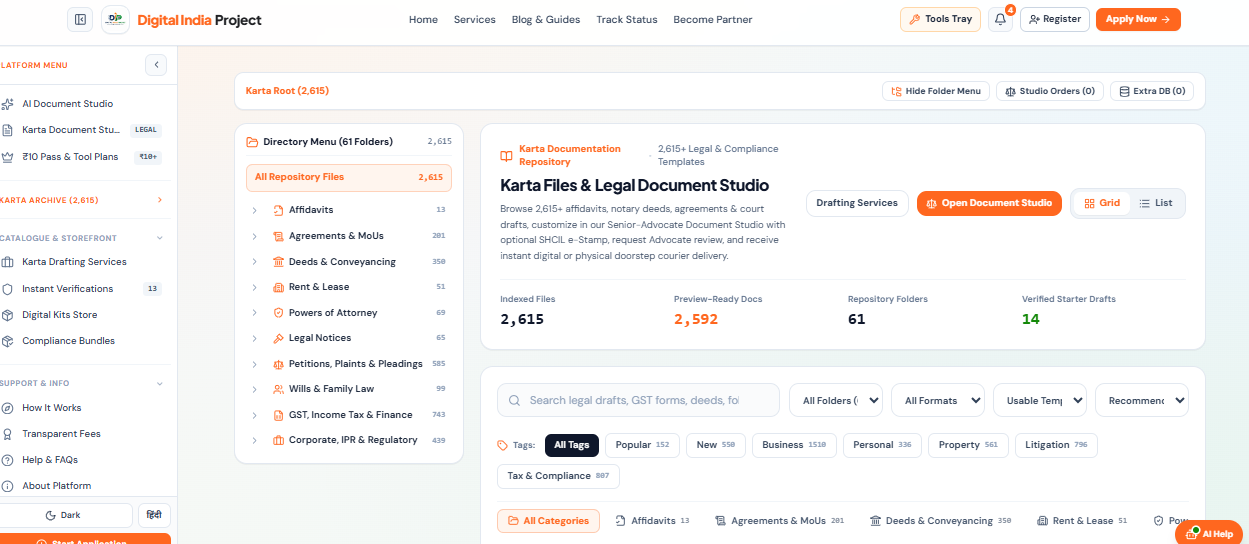 Digital India Project
Home Services Blog & Guides Track Status Become Partner
Tools Tray 4 Register Apply Now →
LATFORM MENU
AI Document Studio
Karta Document Stu... LEGAL
₹10 Pass & Tool Plans ₹10+
KARTA ARCHIVE (2,615)
CATALOGUE & STOREFRONT
Karta Drafting Services
Instant Verifications 13
Digital Kits Store
Compliance Bundles
SUPPORT & INFO
How It Works
Transparent Fees
Help & FAQs
About Platform
Dark हिंदी
Start Application
Karta Root (2,615)
Hide Folder Menu Studio Orders (0) Extra DB (0)
Directory Menu (61 Folders) 2,615
All Repository Files 2,615
Affidavits 13
Agreements & MoUs 201
Deeds & Conveyancing 350
Rent & Lease 51
Powers of Attorney 69
Legal Notices 65
Petitions, Plaints & Pleadings 585
Wills & Family Law 99
GST, Income Tax & Finance 743
Corporate, IPR & Regulatory 439
Karta Documentation
Repository
· 2,615+ Legal & Compliance
Templates
Karta Files & Legal Document Studio
Browse 2,615+ affidavits, notary deeds, agreements & court
drafts, customize in our Senior-Advocate Document Studio with
optional SHCIL e-Stamp, request Advocate review, and receive
instant digital or physical doorstep courier delivery.
Drafting Services Open Document Studio Grid List
Indexed Files Preview-Ready Docs Repository Folders Verified Starter Drafts
2,615 2,592 61 14
Search legal drafts, GST forms, deeds, fol All Folders ( All Formats Usable Temp Recommend
Tags: All Tags Popular 152 New 550 Business 1510 Personal 336 Property 561 Litigation 796
Tax & Compliance 807
All Categories Affidavits 13 Agreements & MoUs 201 Deeds & Conveyancing 350 Rent & Lease 51 Pow
AI Help